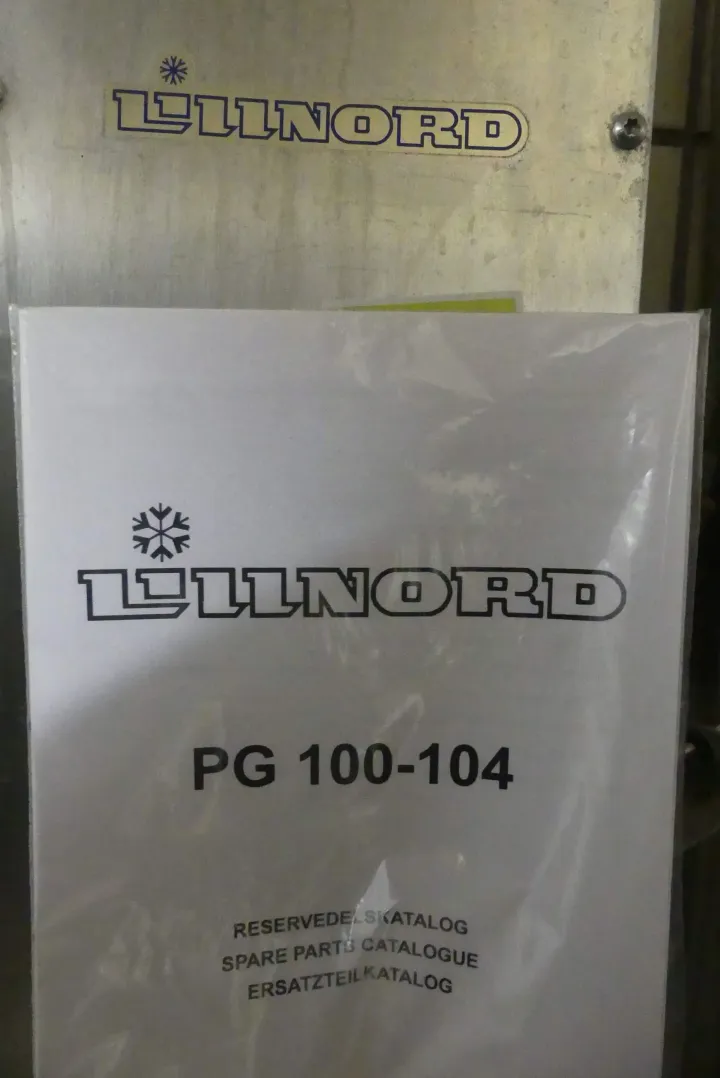 LILLNORD
LILLNORD
PG 100-104
RESERVEDELSKATALOG
SPARE PARTS CATALOGUE
ERSATZTEILKATALOG